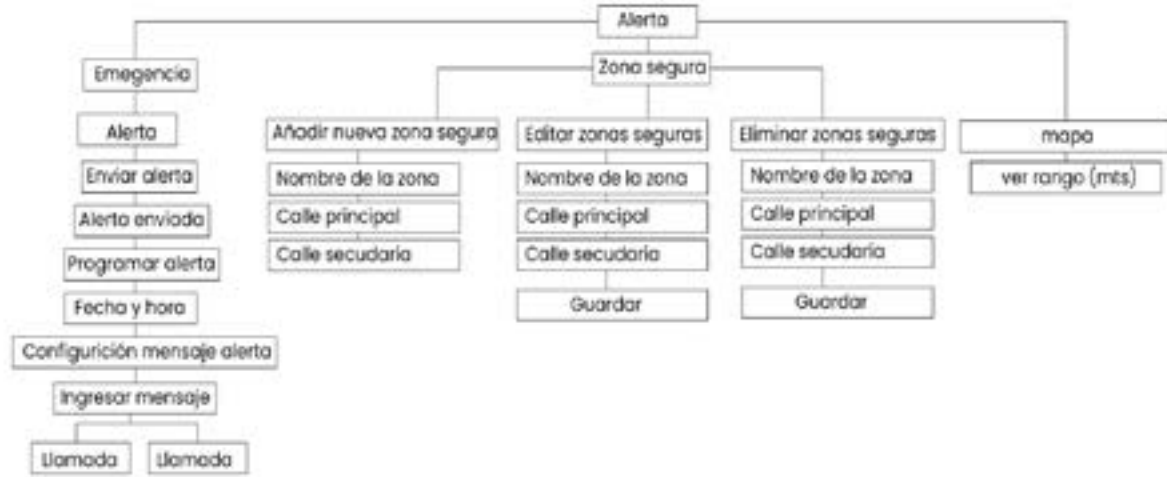 Alerta
Emegencia
Zona segura
Alerta
Añadir nueva zona segura
Editar zonas seguras
Eliminar zonas seguras
mapa
Enviar alerta
Nombre de la zona
Nombre de la zona
Nombre de la zona
ver rango (mts)
Alerta enviada
Calle principal
Calle principal
Calle principal
Programar alerta
Calle secudaria
Calle secudaria
Calle secudaria
Fecha y hora
Guardar
Guardar
Configurición mensaje alerta
Ingresar mensaje
Llamada
Llamada